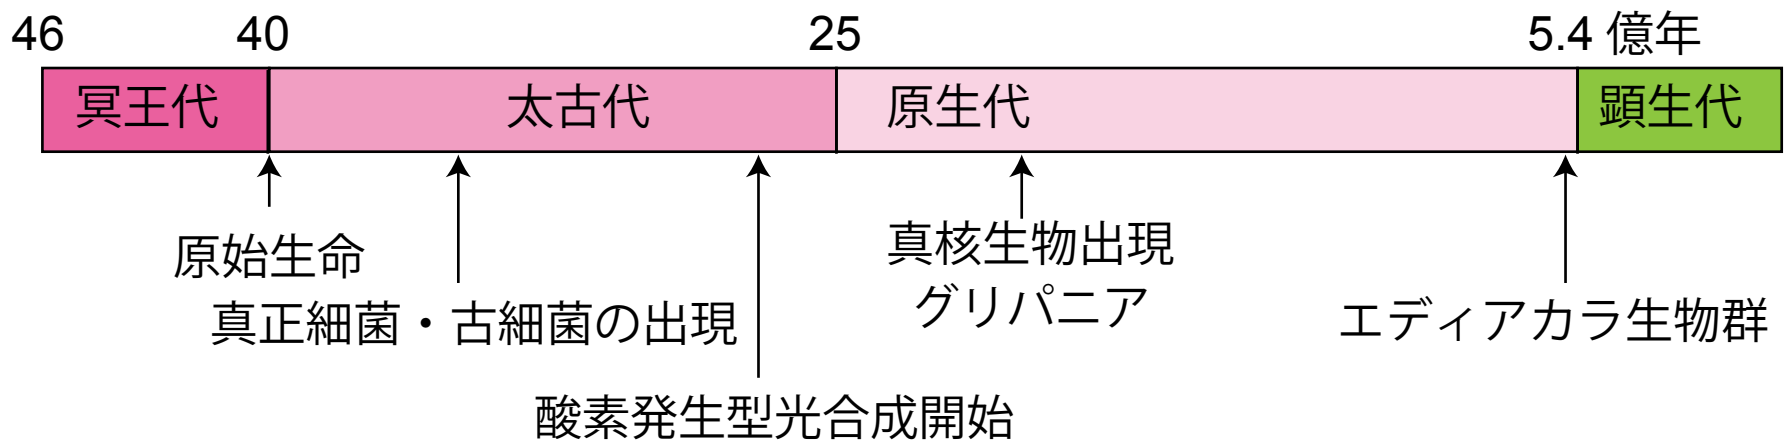 46 40 25 5.4 億年
冥王代 太古代 原生代 顕生代
原始生命
真核生物出現
グリパニア
真正細菌・古細菌の出現
エディアカラ生物群
酸素発生型光合成開始